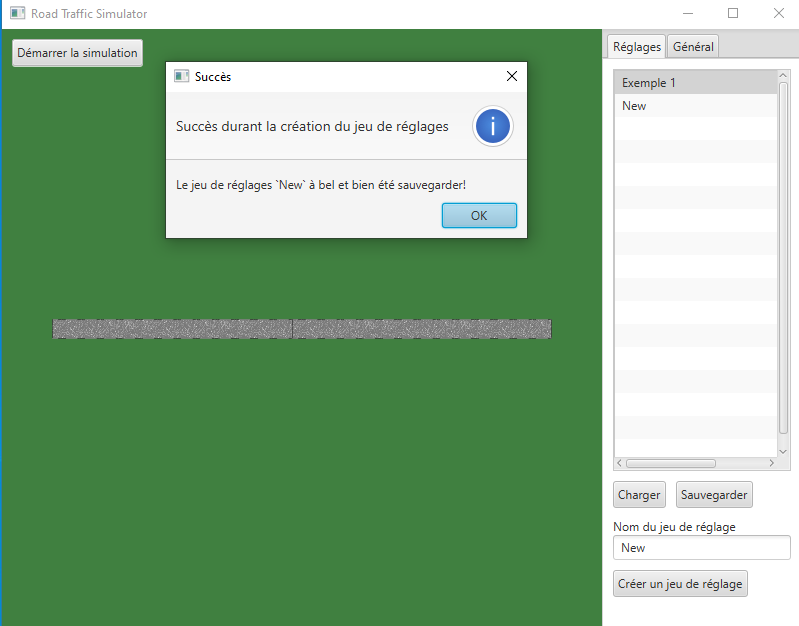 Road Traffic Simulator
Démarrer la simulation
Succès
Succès durant la création du jeu de réglages
i
Le jeu de réglages `New` à bel et bien été sauvegarder!
OK
Réglages
Général
Exemple 1
New
Charger
Sauvegarder
Nom du jeu de réglage
New
Créer un jeu de réglage